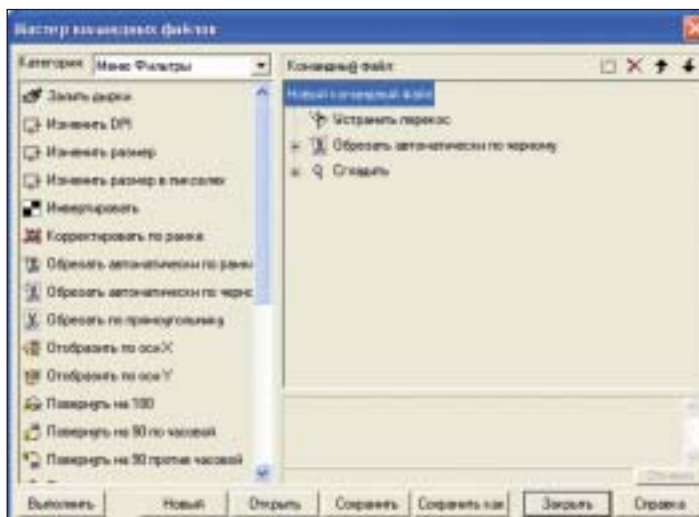 Мастер командных файлов
Категория Меню Фильтры
Залить дырки
Изменить DPI
Изменить размер
Изменить размер в пикселях
Инвертировать
Корректировать по рамке
Обрезать автоматически по рамк
Обрезать автоматически по черно
Обрезать по прямоугольнику
Отобразить по оси X
Отобразить по оси Y
Повернуть на 180
Повернуть на 90 по часовой
Повернуть на 90 против часовой
Командный файл
Новый командный файл
Устранить перекос
Обрезать автоматически по черному
Сгладить
Выполнить Новый Открыть Сохранить Сохранить как Закрыть Справка